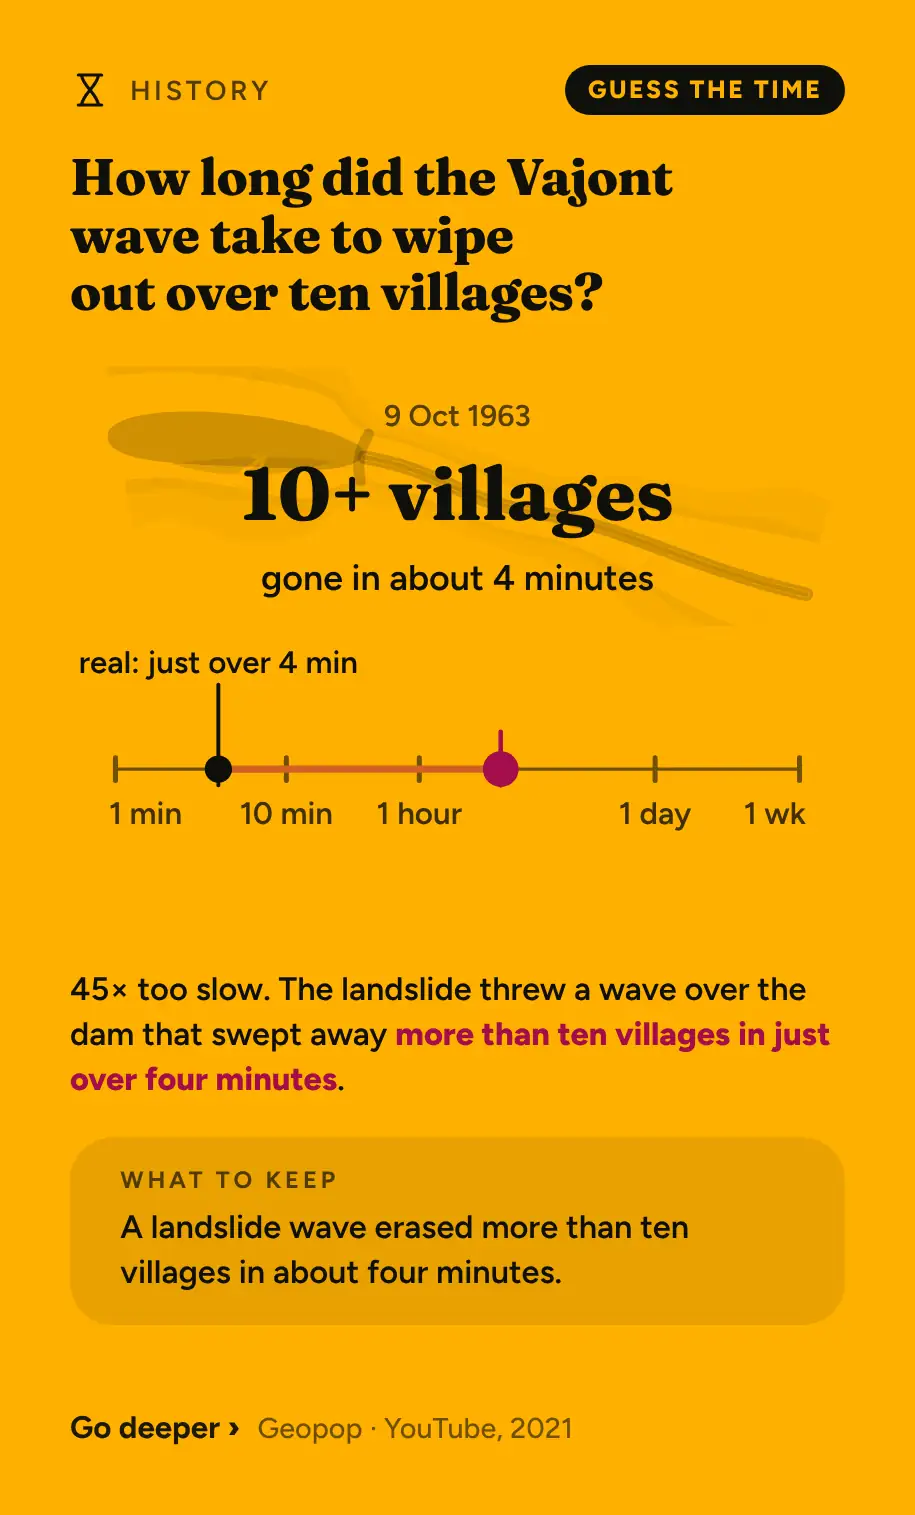 HISTORY
GUESS THE TIME
How long did the Vajont
wave take to wipe
out over ten villages?
9 Oct 1963
10+ villages
gone in about 4 minutes
real: just over 4 min
1 min
10 min
1 hour
1 day
1 wk
45× too slow. The landslide threw a wave over the
dam that swept away more than ten villages in just
over four minutes.
WHAT TO KEEP
A landslide wave erased more than ten
villages in about four minutes.
Go deeper › Geopop · YouTube, 2021